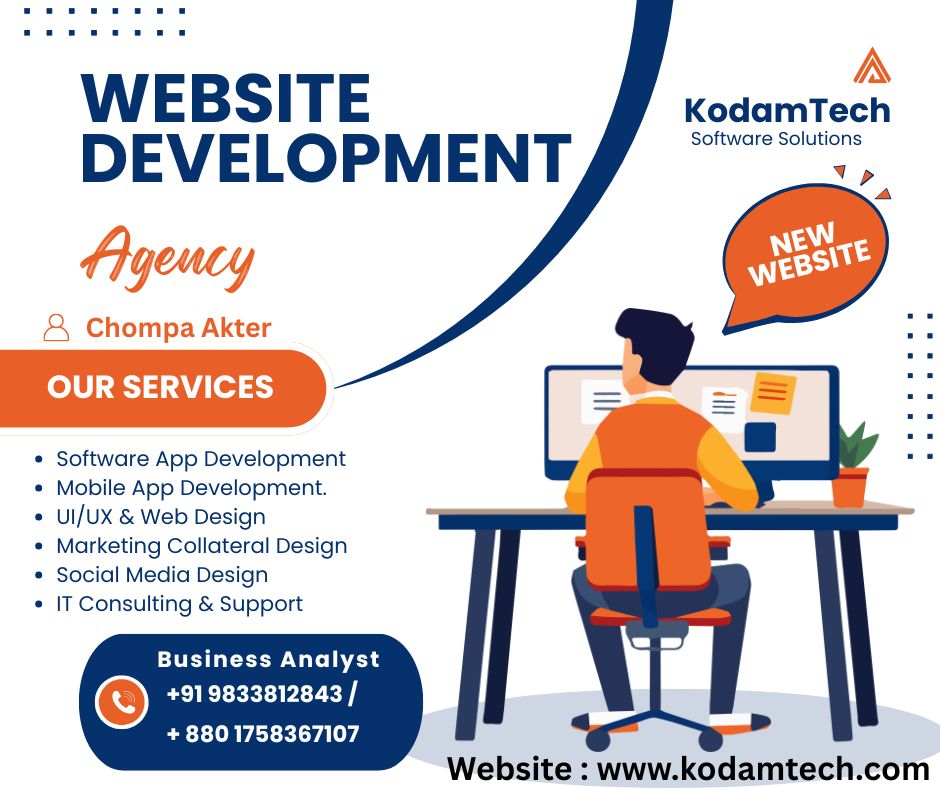 WEBSITE
DEVELOPMENT
KodamTech
Software Solutions
NEW
WEBSITE
Agency
Chompa Akter
OUR SERVICES
• Software App Development
• Mobile App Development.
• UI/UX & Web Design
• Marketing Collateral Design
• Social Media Design
• IT Consulting & Support
Business Analyst
+91 9833812843 /
+ 880 1758367107
Website : www.kodamtech.com